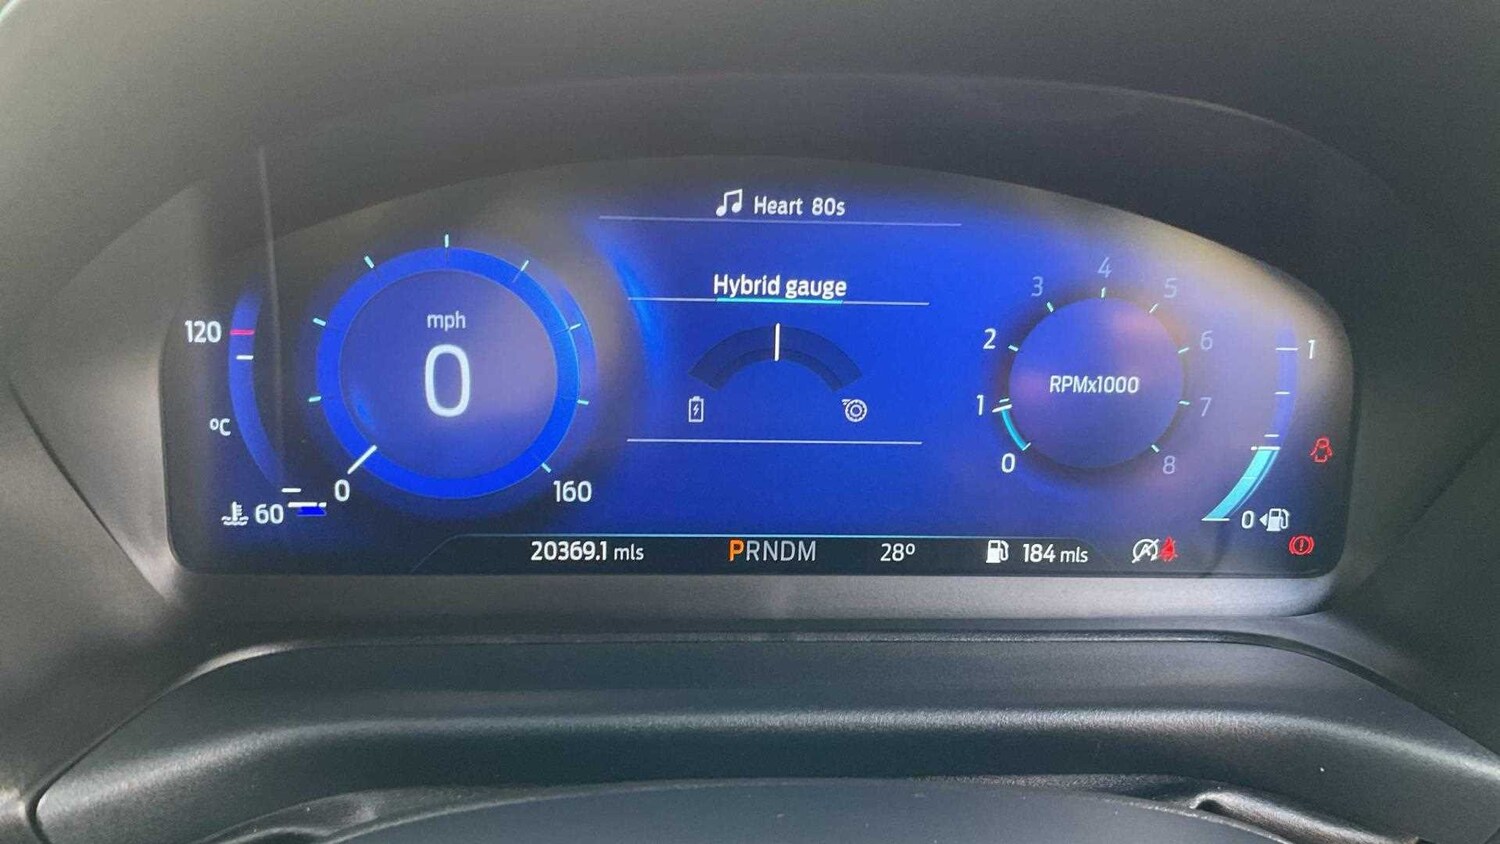 Heart 80s
Hybrid gauge
120
°C
60
mph
0
0
160
0
1
2
3
4
5
6
7
8
RPMx1000
1
0
20369.1 mls
PRNDM
28°
184 mls